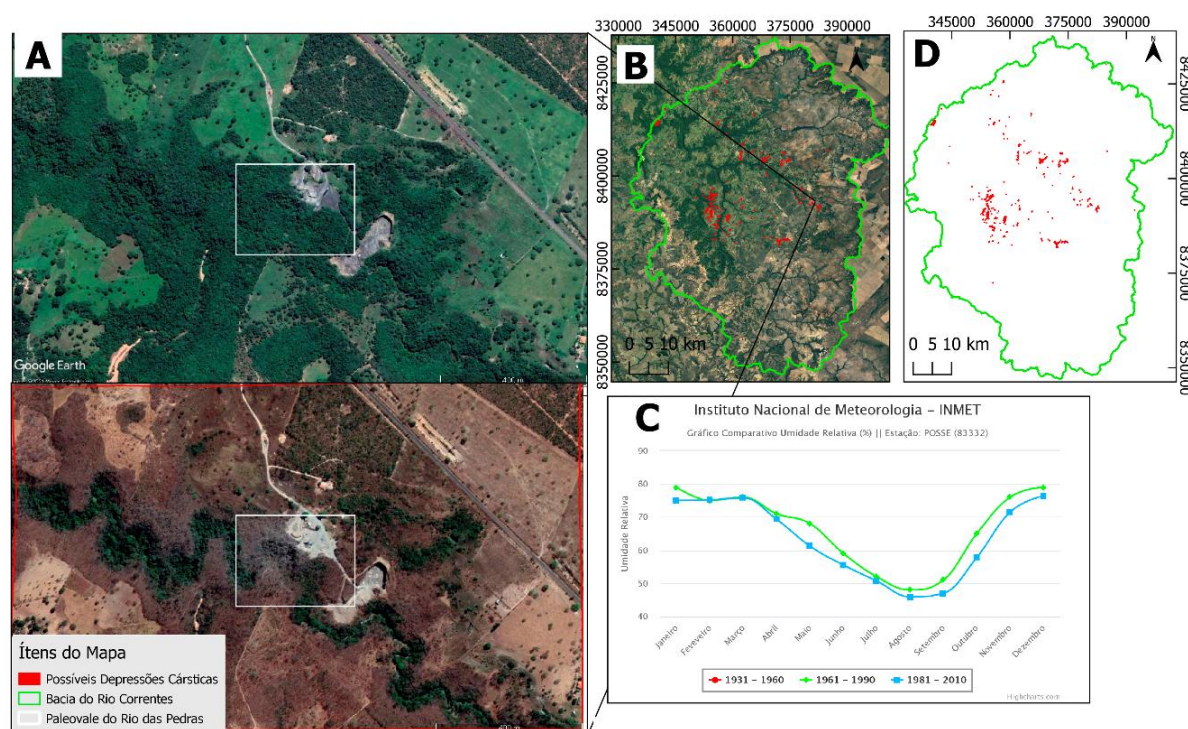 A
Google Earth
400 m
Ítens do Mapa
Possíveis Depressões Cársticas
Bacia do Rio Correntes
Paleovale do Rio das Pedras
B
330000 360000 390000
345000 375000
8425000
8400000
8375000
8350000
0 5 10 km
D
N
345000 360000 375000 390000
8425000
8400000
8375000
8350000
0 5 10 km
C
Instituto Nacional de Meteorologia – INMET
Gráfico Comparativo Umidade Relativa (%) || Estação: POSSE (83332)
Umidade Relativa
90
80
70
60
50
40
Janeiro
Fevereiro
Março
Abril
Maio
Junho
Julho
Agosto
Setembro
Outubro
Novembro
Dezembro
1931 – 1960 1961 – 1990 1981 – 2010
Highcharts.com